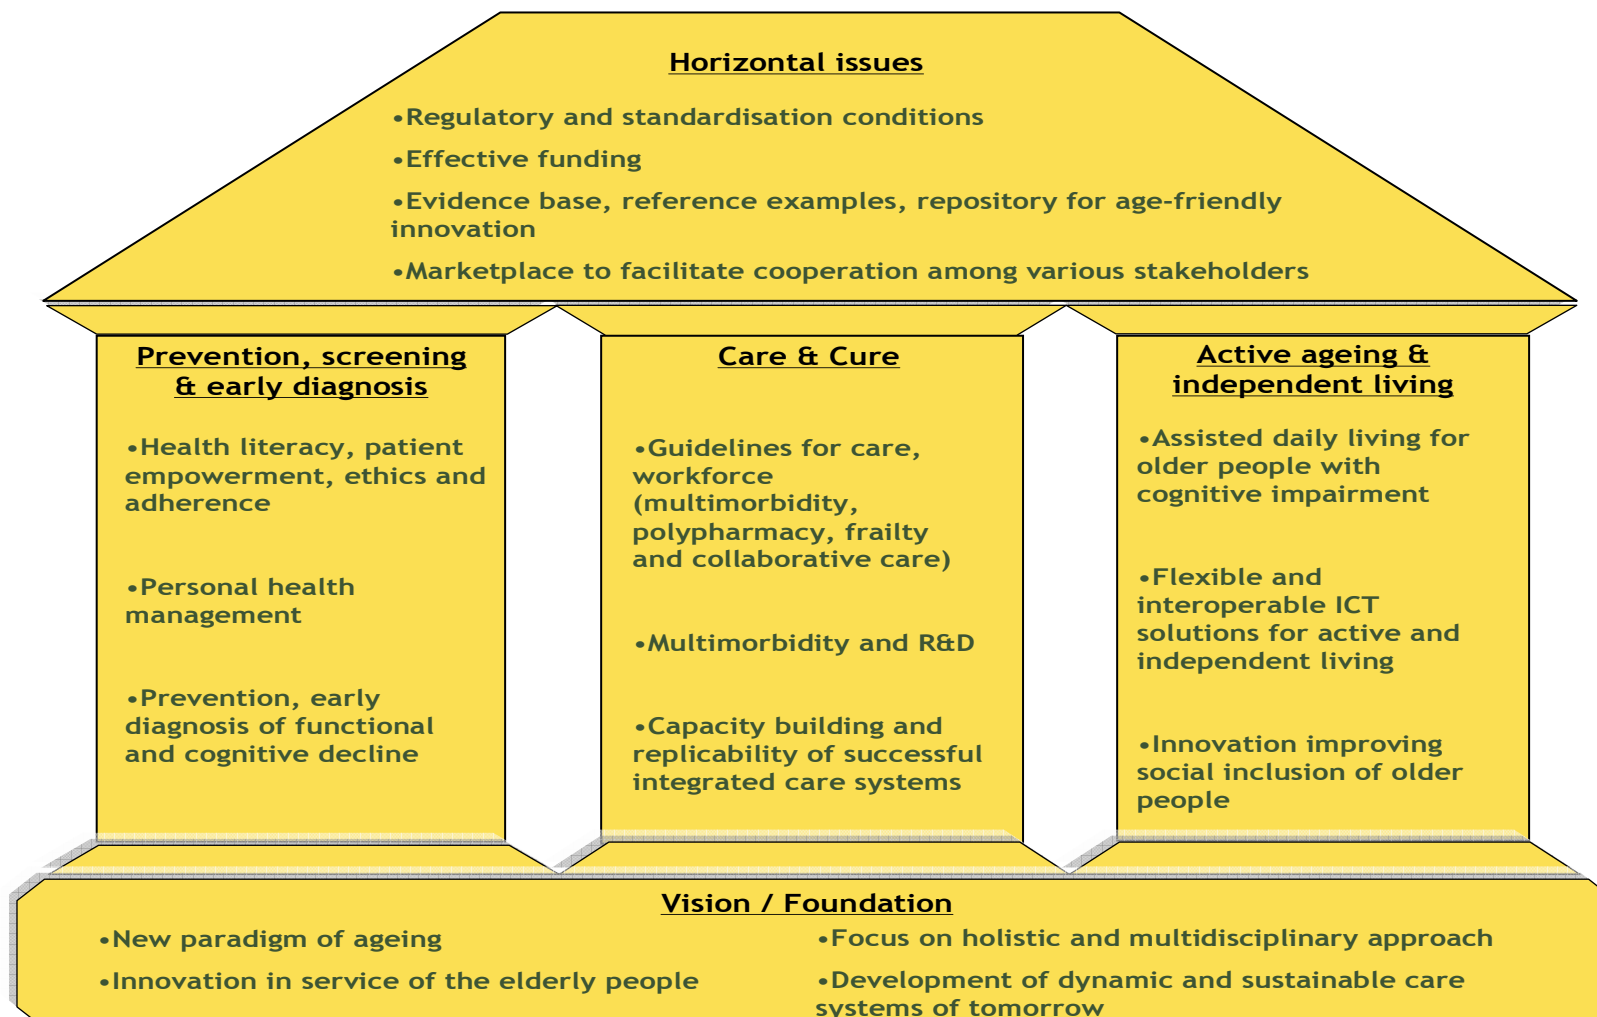 Horizontal issues
•Regulatory and standardisation conditions
•Effective funding
•Evidence base, reference examples, repository for age-friendly
innovation
•Marketplace to facilitate cooperation among various stakeholders
Prevention, screening
& early diagnosis
•Health literacy, patient
empowerment, ethics and
adherence
•Personal health
management
•Prevention, early
diagnosis of functional
and cognitive decline
Care & Cure
•Guidelines for care,
workforce
(multimorbidity,
polypharmacy, frailty
and collaborative care)
•Multimorbidity and R&D
•Capacity building and
replicability of successful
integrated care systems
Active ageing &
independent living
•Assisted daily living for
older people with
cognitive impairment
•Flexible and
interoperable ICT
solutions for active and
independent living
•Innovation improving
social inclusion of older
people
Vision / Foundation
•New paradigm of ageing
•Innovation in service of the elderly people
•Focus on holistic and multidisciplinary approach
•Development of dynamic and sustainable care
systems of tomorrow